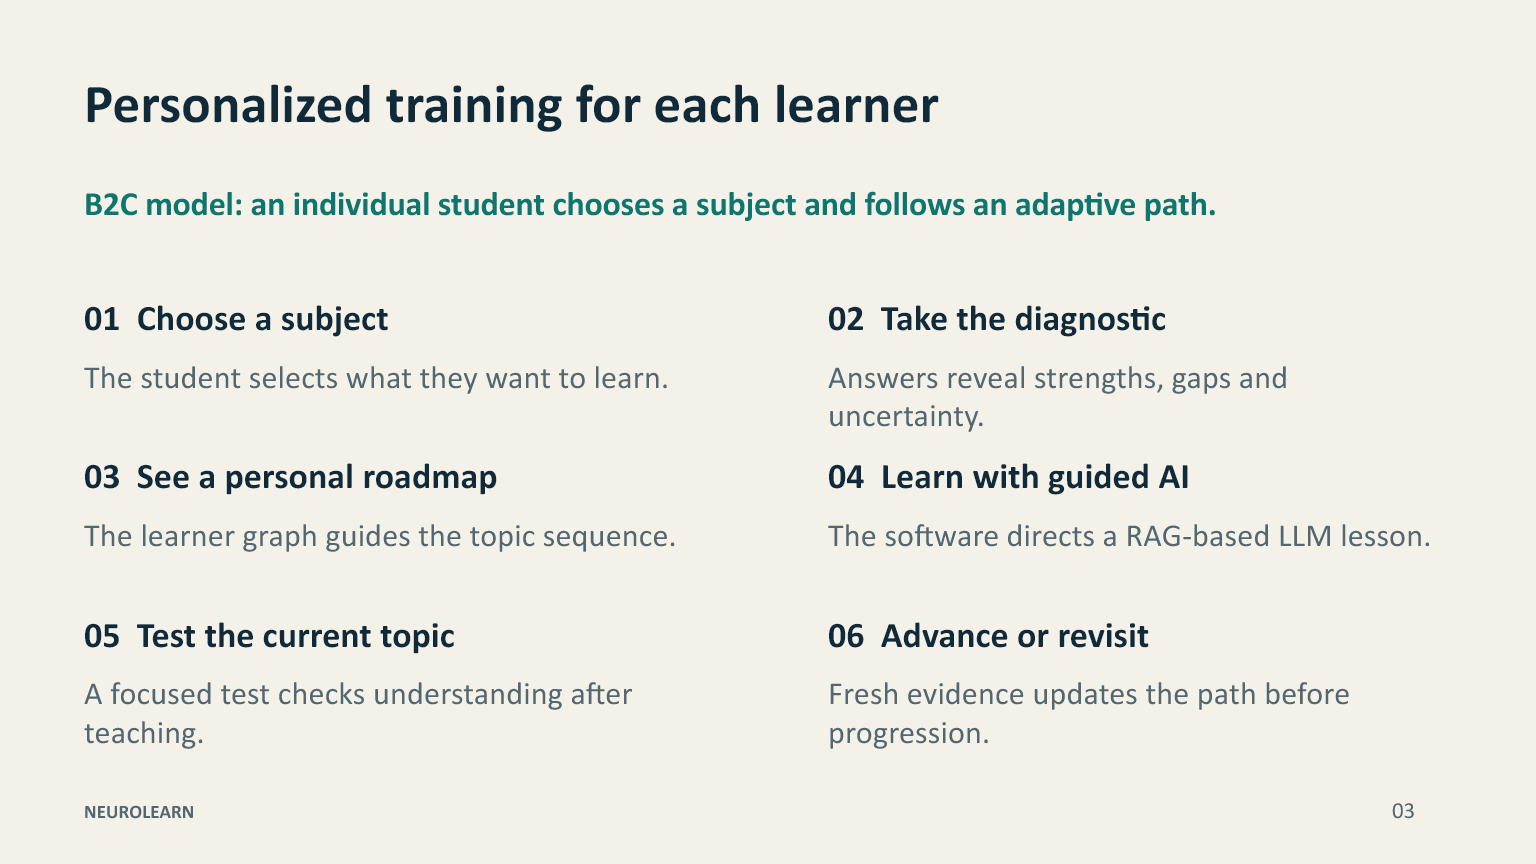 Personalized training for each learner
B2C model: an individual student chooses a subject and follows an adaptive path.
01 Choose a subject
The student selects what they want to learn.
02 Take the diagnostic
Answers reveal strengths, gaps and
uncertainty.
03 See a personal roadmap
The learner graph guides the topic sequence.
04 Learn with guided AI
The software directs a RAG-based LLM lesson.
05 Test the current topic
A focused test checks understanding after
teaching.
06 Advance or revisit
Fresh evidence updates the path before
progression.
NEUROLEARN
03